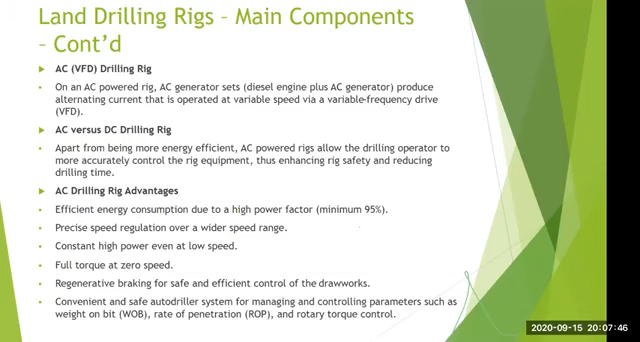 Land Drilling Rigs – Main Components
– Cont’d
AC (VFD) Drilling Rig
On an AC powered rig, AC generator sets (diesel engine plus AC generator) produce
alternating current that is operated at variable speed via a variable-frequency drive
(VFD).
AC versus DC Drilling Rig
Apart from being more energy efficient, AC powered rigs allow the drilling operator to
more accurately control the rig equipment, thus enhancing rig safety and reducing
drilling time.
AC Drilling Rig Advantages
Efficient energy consumption due to a high power factor (minimum 95%).
Precise speed regulation over a wider speed range.
Constant high power even at low speed.
Full torque at zero speed.
Regenerative braking for safe and efficient control of the drawworks.
Convenient and safe autodriller system for managing and controlling parameters such as
weight on bit (WOB), rate of penetration (ROP), and rotary torque control.
2020-09-15 20:07:46